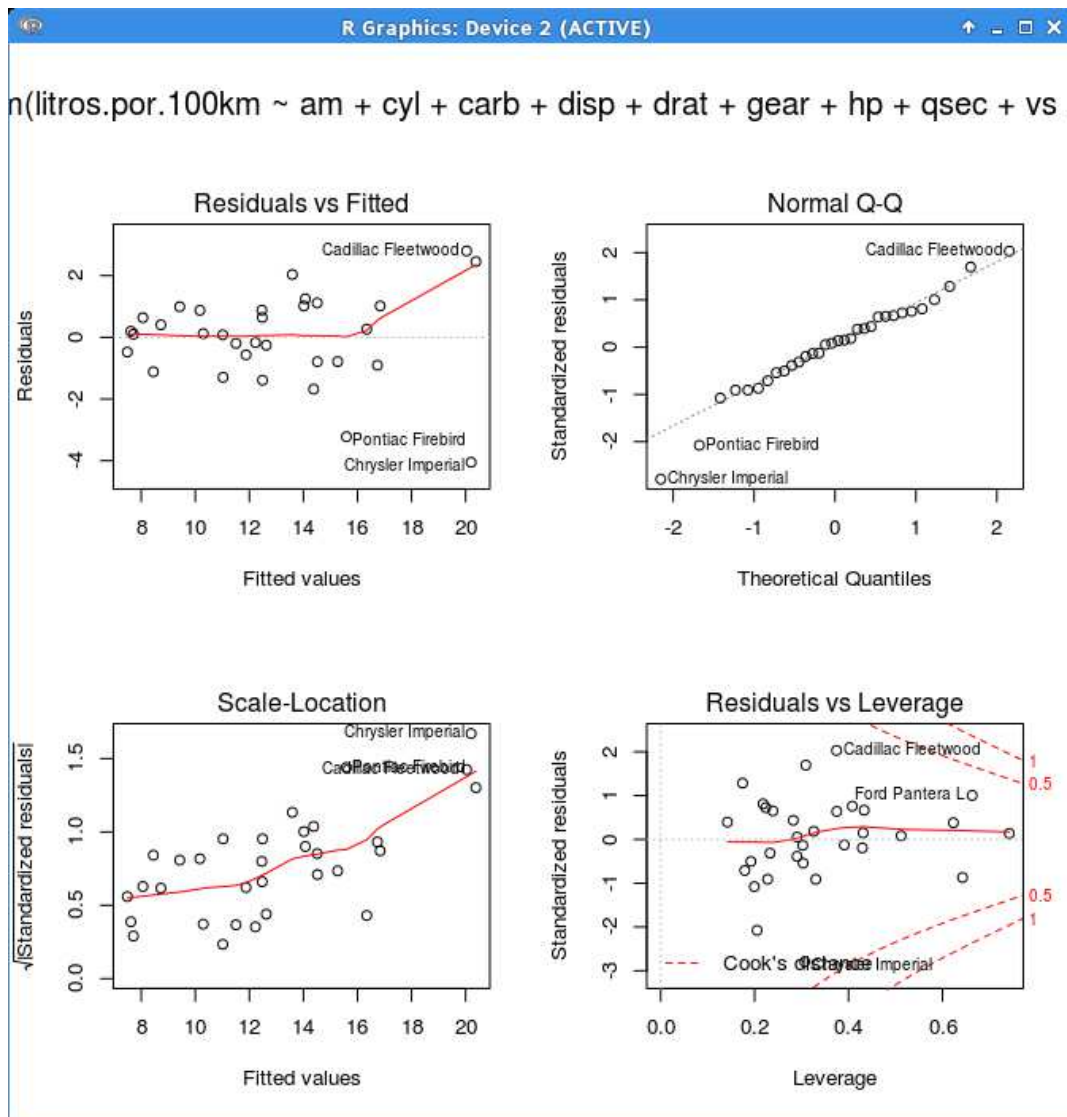 R Graphics: Device 2 (ACTIVE)
m(litros.por.100km ~ am + cyl + carb + disp + drat + gear + hp + qsec + vs
Residuals vs Fitted
Residuals
2
0
-2
-4
Cadillac Fleetwood
Pontiac Firebird
Chrysler Imperial
8 10 12 14 16 18 20
Fitted values
Normal Q-Q
Standardized residuals
2
1
0
-1
-2
Cadillac Fleetwood
Pontiac Firebird
Chrysler Imperial
-2 -1 0 1 2
Theoretical Quantiles
Scale-Location
√|Standardized residuals|
1.5
1.0
0.5
0.0
Chrysler Imperial
Cadillac Fleetwood
Pontiac Firebird
8 10 12 14 16 18 20
Fitted values
Residuals vs Leverage
Standardized residuals
2
1
0
-1
-2
-3
Cadillac Fleetwood
Ford Pantera L
1
0.5
0.5
1
Cook's distance
Chrysler Imperial
0.0 0.2 0.4 0.6
Leverage